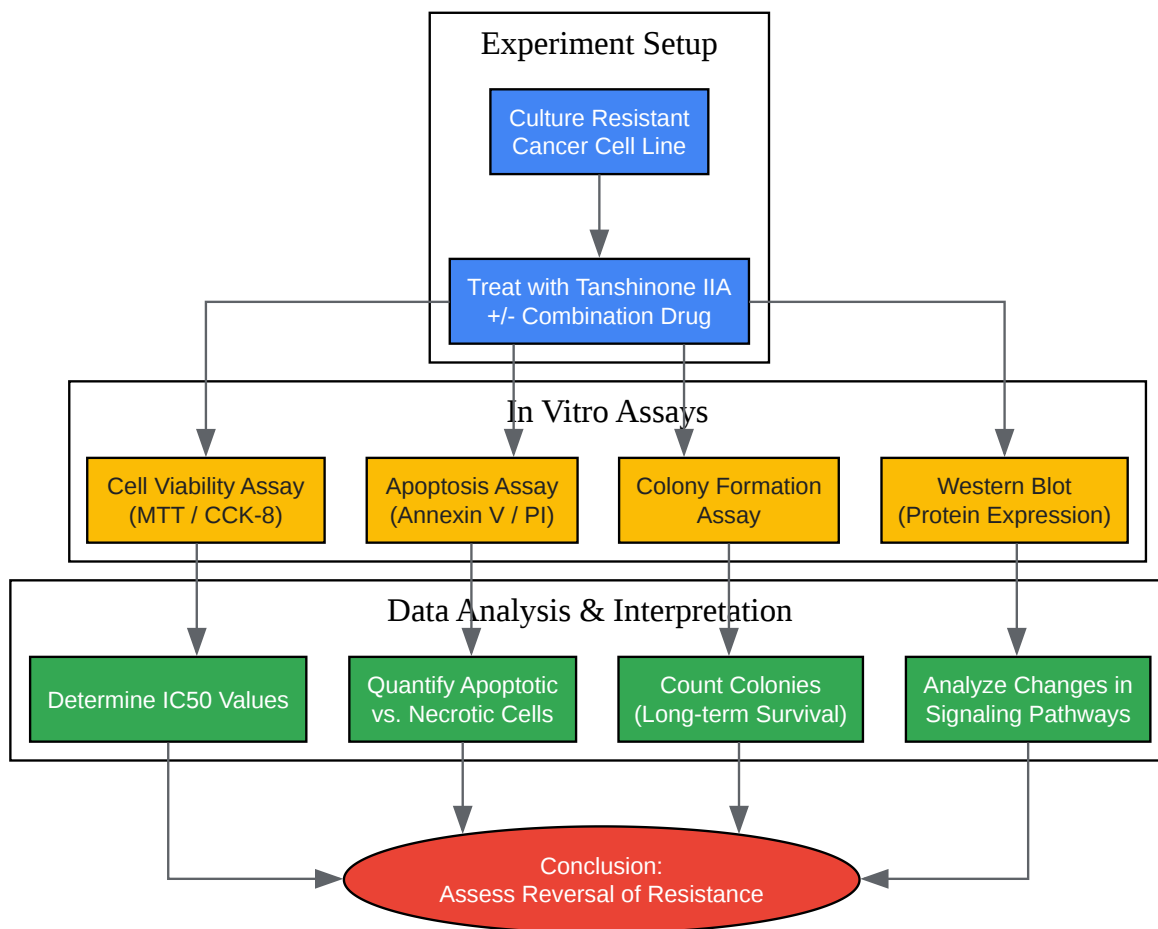 Experiment Setup
Culture Resistant
Cancer Cell Line
Treat with Tanshinone IIA
+/- Combination Drug
In Vitro Assays
Cell Viability Assay
(MTT / CCK-8)
Apoptosis Assay
(Annexin V / PI)
Colony Formation
Assay
Western Blot
(Protein Expression)
Data Analysis & Interpretation
Determine IC50 Values
Quantify Apoptotic
vs. Necrotic Cells
Count Colonies
(Long-term Survival)
Analyze Changes in
Signaling Pathways
Conclusion:
Assess Reversal of Resistance